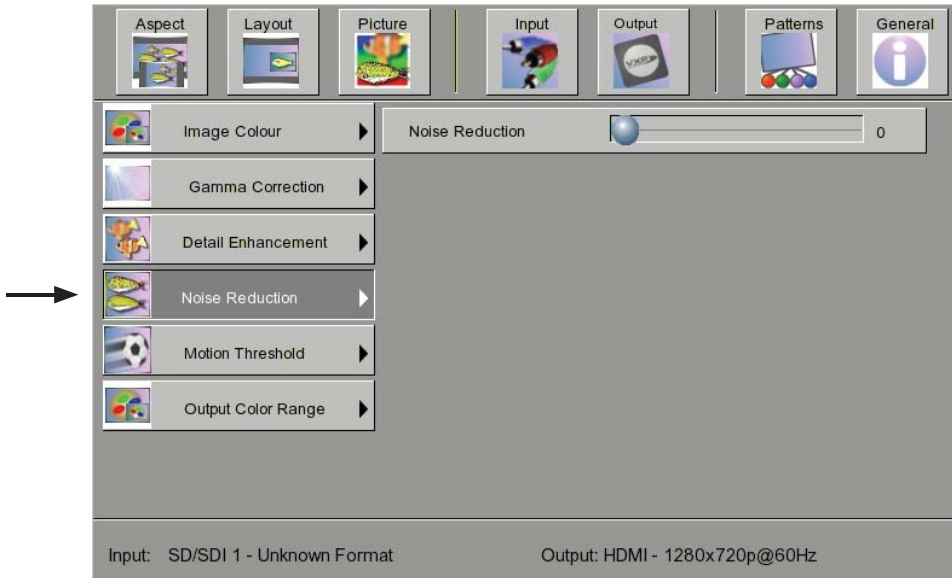 Aspect
Layout
Picture
Input
Output
Patterns
General
VXP
Image Colour
Noise Reduction
0
Gamma Correction
Detail Enhancement
Noise Reduction
Motion Threshold
Output Color Range
Input: SD/SDI 1 - Unknown Format
Output: HDMI - 1280x720p@60Hz